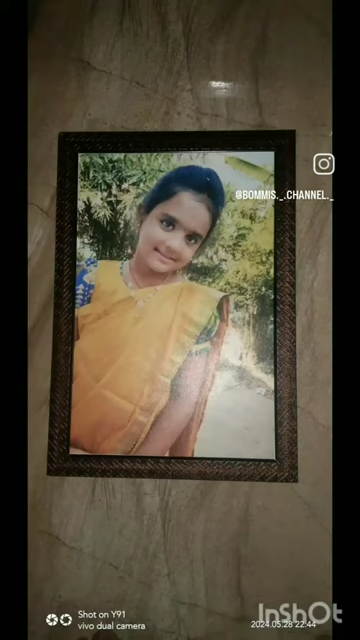 @BOMMIS._.CHANNEL._
Shot on Y91
vivo dual camera
2024.05.28 22:44
InShOt